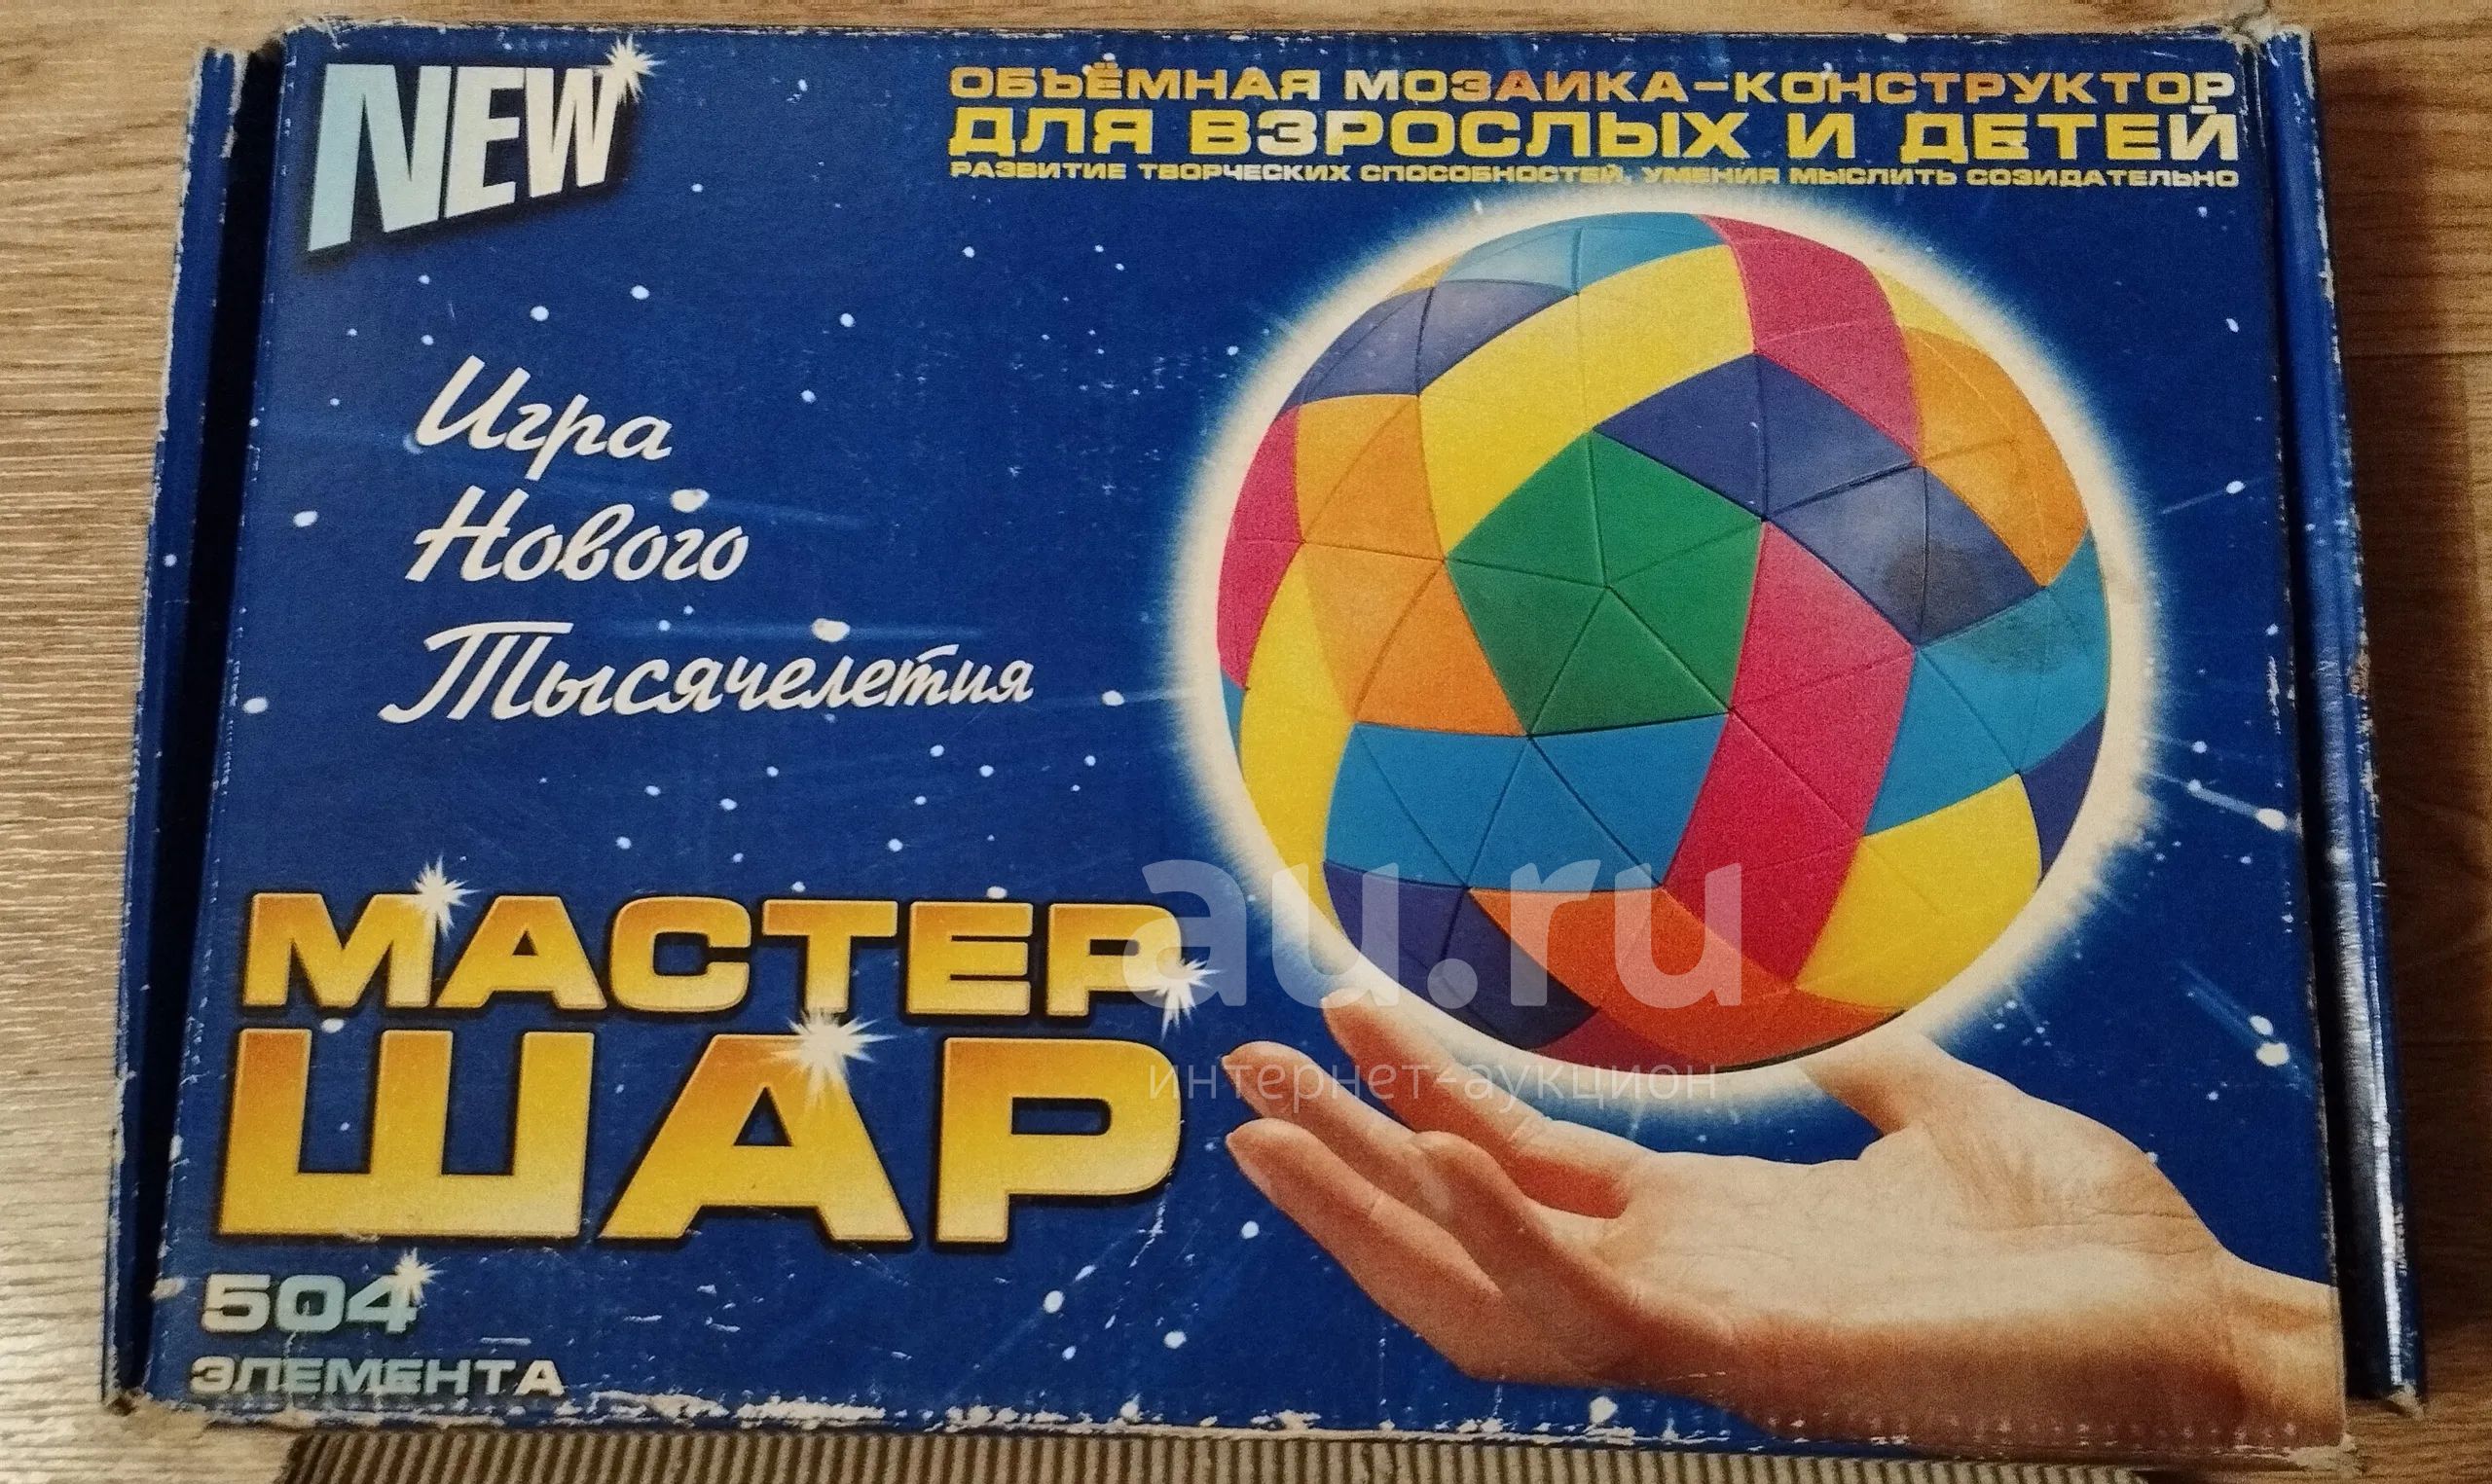 NEW
ОБЪЁМНАЯ МОЗАИКА-КОНСТРУКТОР
ДЛЯ ВЗРОСЛЫХ И ДЕТЕЙ
РАЗВИТИЕ ТВОРЧЕСКИХ СПОСОБНОСТЕЙ, УМЕНИЯ МЫСЛИТЬ СОЗИДАТЕЛЬНО
Игра
Нового
Тысячелетия
МАСТЕР
ШАР
504
ЭЛЕМЕНТА
au.ru
интернет-аукцион